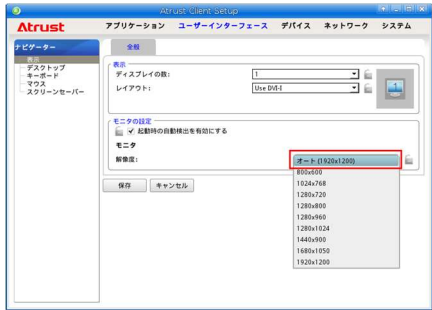 Atrust Client Setup
Atrust
アプリケーション ユーザーインターフェース デバイス ネットワーク システム
ナビゲーター
全般
表示
デスクトップ
キーボード
マウス
スクリーンセーバー
表示
ディスプレイの数:
1
レイアウト:
Use DVI-I
1
モニタの設定
起動時の自動検出を有効にする
モニタ
解像度:
オート (1920x1200)
800x600
1024x768
1280x720
1280x800
1280x960
1280x1024
1440x900
1680x1050
1920x1200
保存 キャンセル